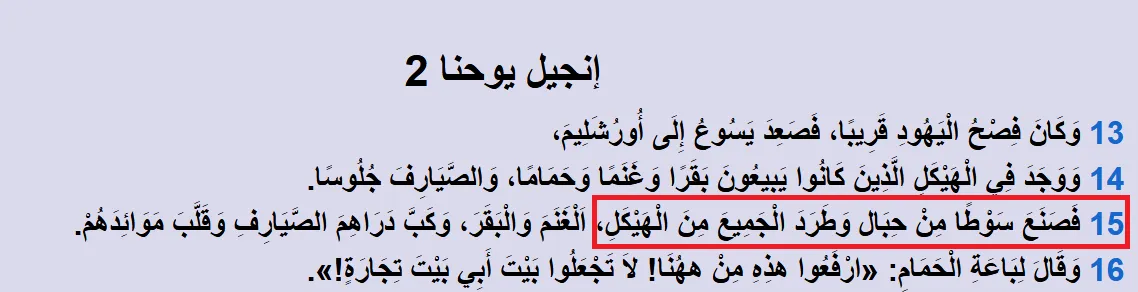 إنجيل يوحنا 2
13 وَكَانَ فِصْحُ الْيَهُودِ قَرِيبًا، فَصَعِدَ يَسُوعُ إِلَى أُورُشَلِيمَ،
14 وَوَجَدَ فِي الْهَيْكَلِ الَّذِينَ كَانُوا يَبِيعُونَ بَقَرًا وَغَنَمًا وَحَمَامًا، وَالصَّيَارِفَ جُلُوسًا.
15 فَصَنَعَ سَوْطًا مِنْ حِبَال وَطَرَدَ الْجَمِيعَ مِنَ الْهَيْكَلِ، اَلْغَنَمَ وَالْبَقَرَ، وَكَبَّ دَرَاهِمَ الصَّيَارِفِ وَقَلَّبَ مَوَائِدَهُمْ.
16 وَقَالَ لِبَاعَةِ الْحَمَامِ: «ارْفَعُوا هذِهِ مِنْ ههُنَا! لاَ تَجْعَلُوا بَيْتَ أَبِي بَيْتَ تِجَارَةٍ!».